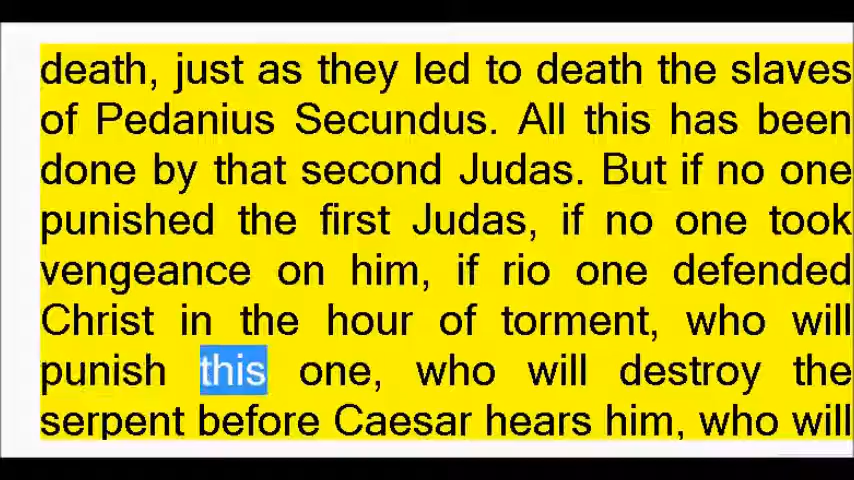 death, just as they led to death the slaves
of Pedanius Secundus. All this has been
done by that second Judas. But if no one
punished the first Judas, if no one took
vengeance on him, if rio one defended
Christ in the hour of torment, who will
punish this one, who will destroy the
serpent before Caesar hears him, who will